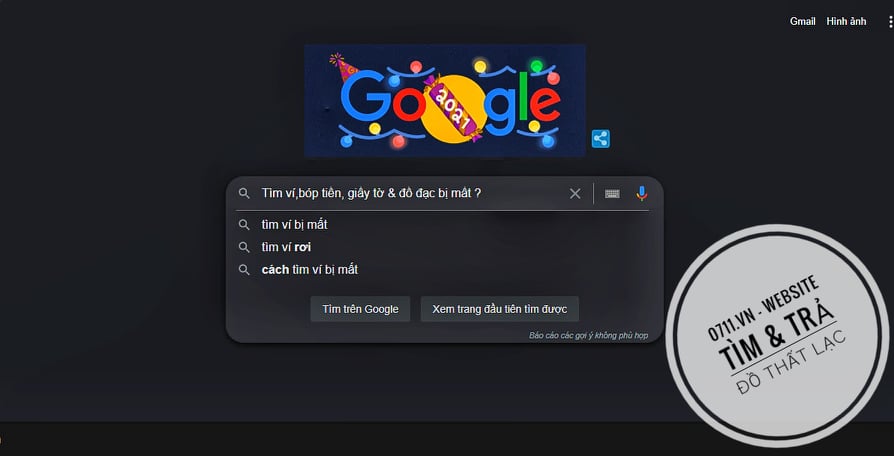 Gmail Hình ảnh
Google
2021
Tìm ví,bóp tiền, giấy tờ & đồ đạc bị mất ?
tìm ví bị mất
tìm ví rơi
cách tìm ví bị mất
Tìm trên Google Xem trang đầu tiên tìm được
Báo cáo các gợi ý không phù hợp
0711.VN - WEBSITE
TÌM & TRẢ
ĐỒ THẤT LẠC